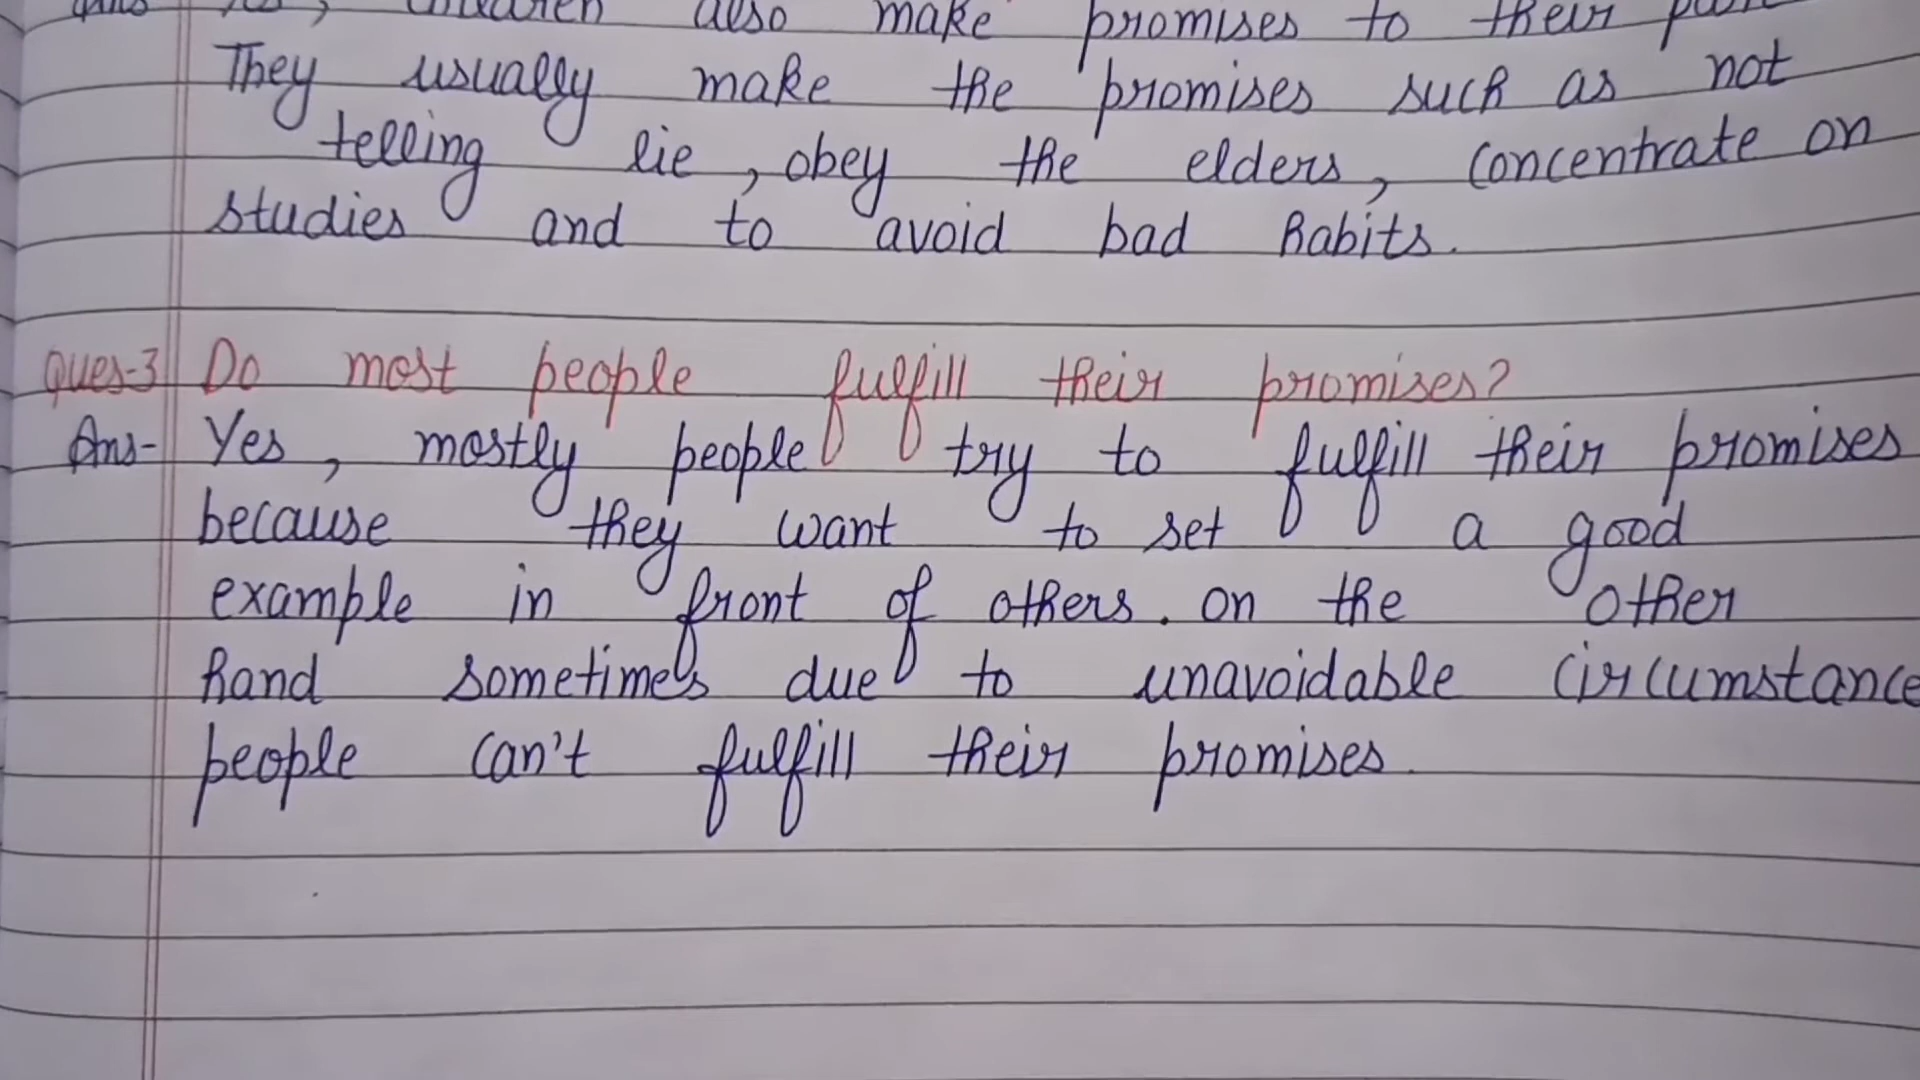 Ans Yes, children also make promises to their
They usually make the promises such as not
telling lie, obey the elders, concentrate on
studies and to avoid bad habits.
Ques-3 Do most people fulfill their promises?
Ans- Yes, mostly people try to fulfill their promises
because they want to set a good
example in front of others. on the other
hand sometimes due to unavoidable circumstance
people can't fulfill their promises.